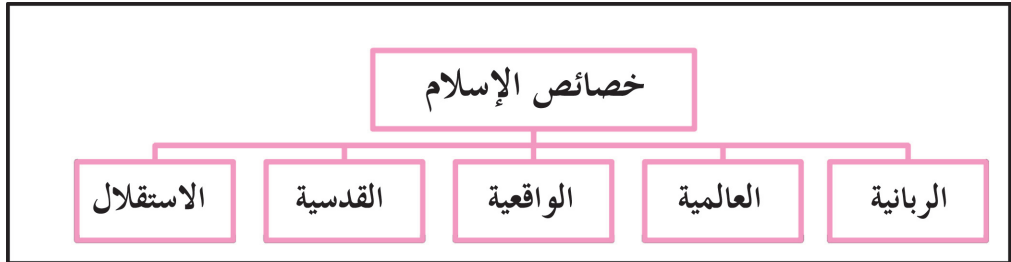 خصائص الإسلام
الربانية
العالمية
الواقعية
القدسية
الاستقلال